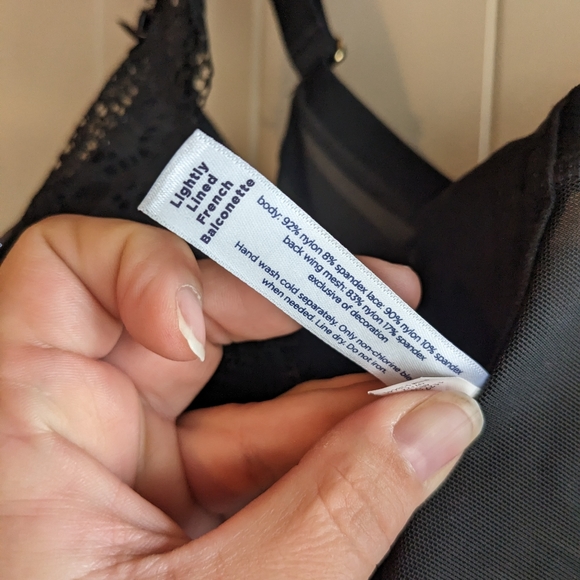 Lightly
Lined
French
Balconette
body: 92% nylon 8% spandex lace: 90% nylon 10% spandex
back wing mesh: 83% nylon 17% spandex
exclusive of decoration
Hand wash cold separately. Only non-chlorine
when needed. Line dry. Do not iron.